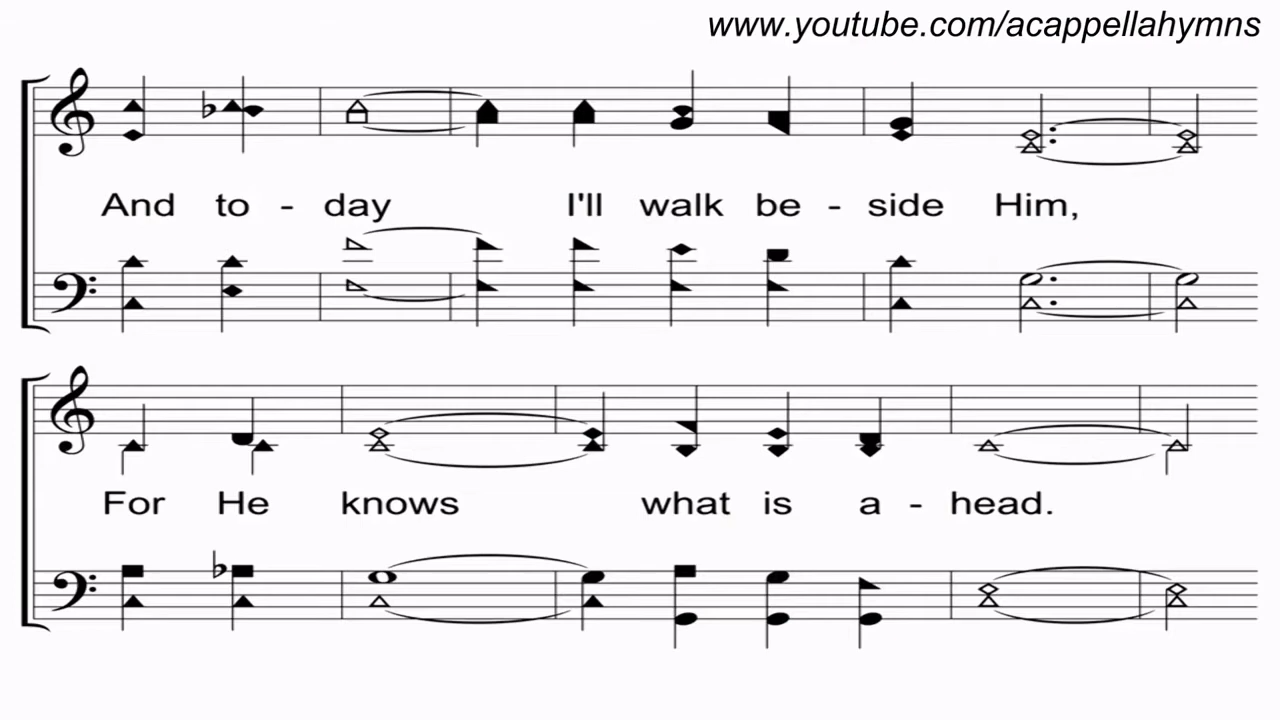 www.youtube.com/acappellahymns
And to - day I'll walk be - side Him,
For He knows what is a - head.